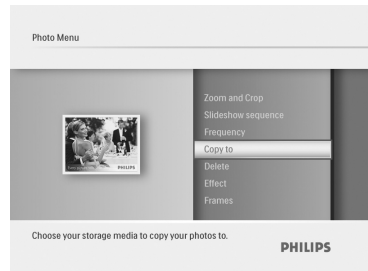 Photo Menu
Zoom and Crop
Slideshow sequence
Frequency
Copy to
Delete
Effect
Frames
PHILIPS
Choose your storage media to copy your photos to.
PHILIPS